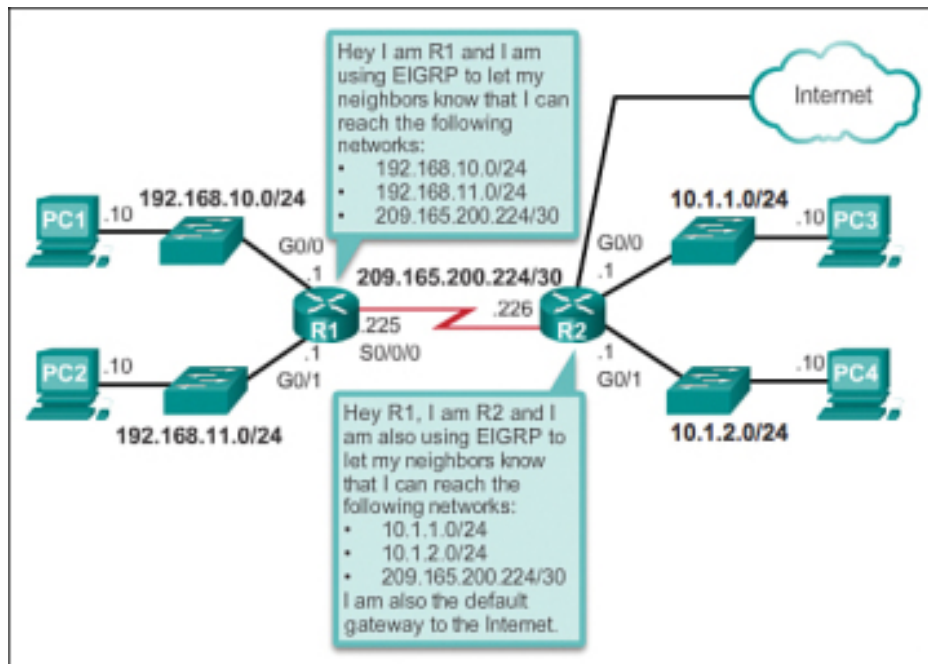 Hey I am R1 and I am
using EIGRP to let my
neighbors know that I can
reach the following
networks:
• 192.168.10.0/24
• 192.168.11.0/24
• 209.165.200.224/30
Internet
192.168.10.0/24
10.1.1.0/24
PC1
.10
.10
PC3
G0/0
G0/0
.1
209.165.200.224/30
.1
R1
.225
.226
R2
S0/0/0
.1
.1
G0/1
G0/1
PC2
.10
.10
PC4
192.168.11.0/24
10.1.2.0/24
Hey R1, I am R2 and I
am also using EIGRP to
let my neighbors know
that I can reach the
following networks:
• 10.1.1.0/24
• 10.1.2.0/24
• 209.165.200.224/30
I am also the default
gateway to the Internet.